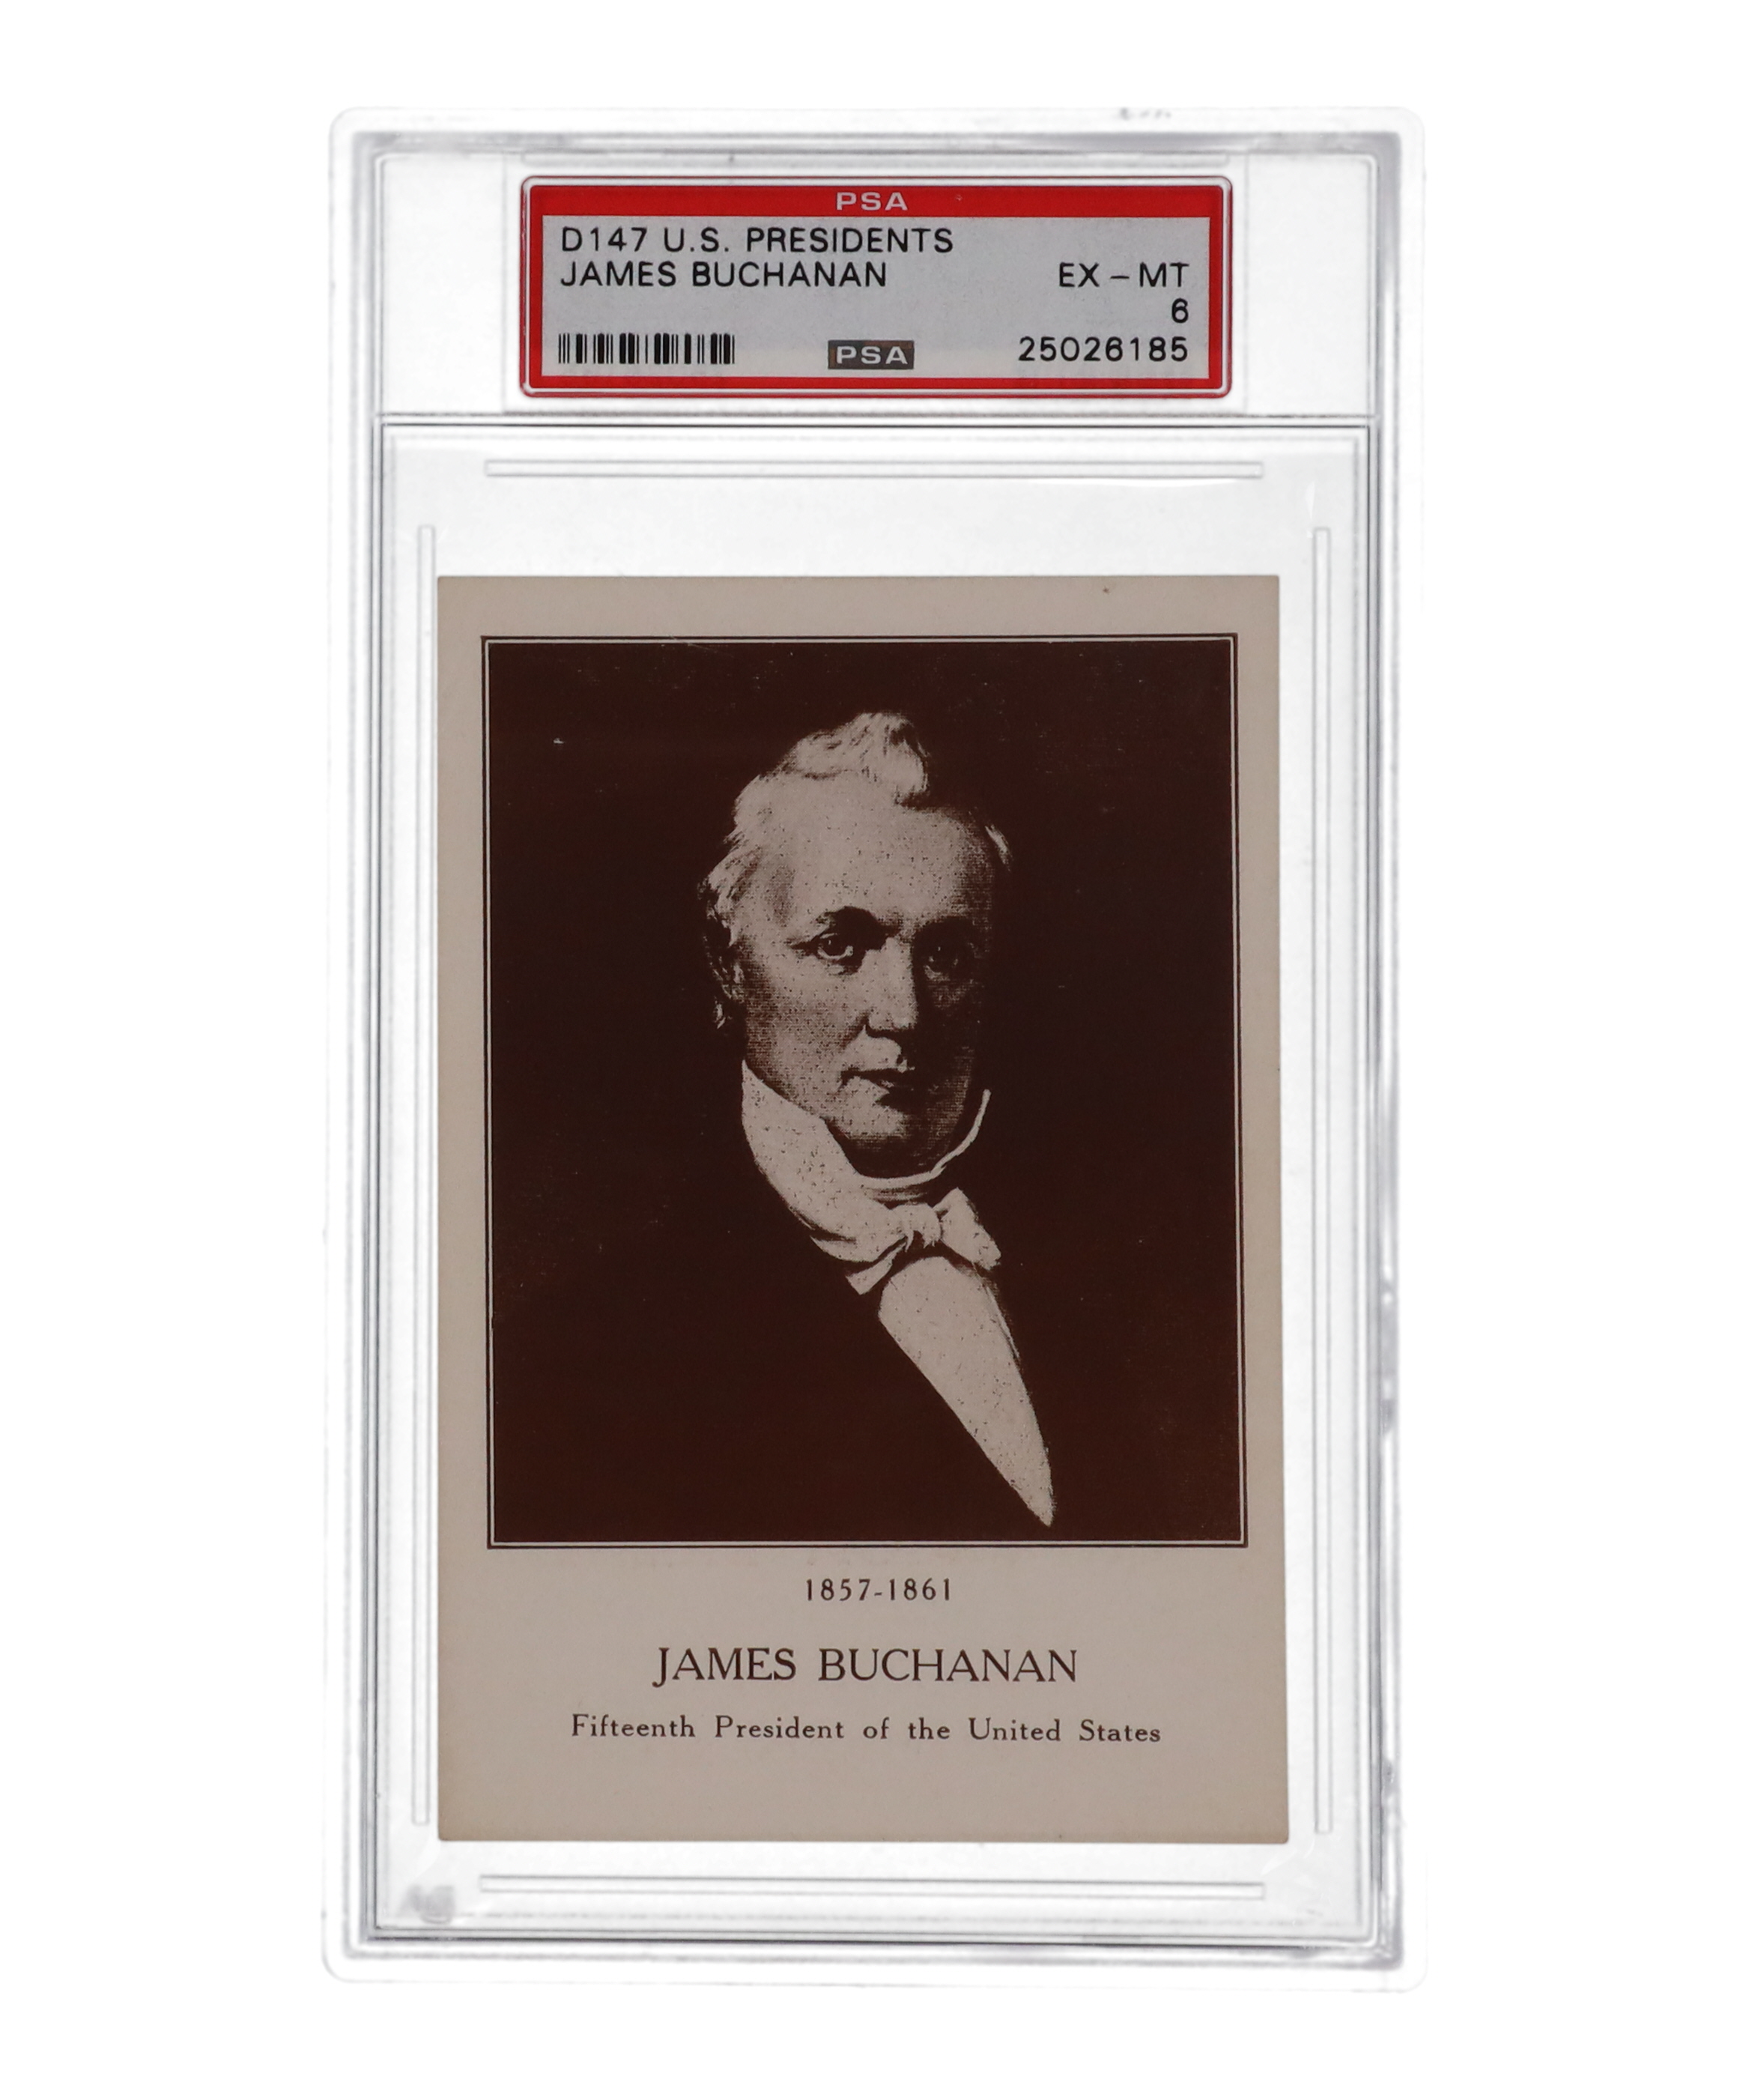 PSA
D147 U.S. PRESIDENTS
JAMES BUCHANAN EX - MT
6
PSA 25026185
1857-1861
JAMES BUCHANAN
Fifteenth President of the United States